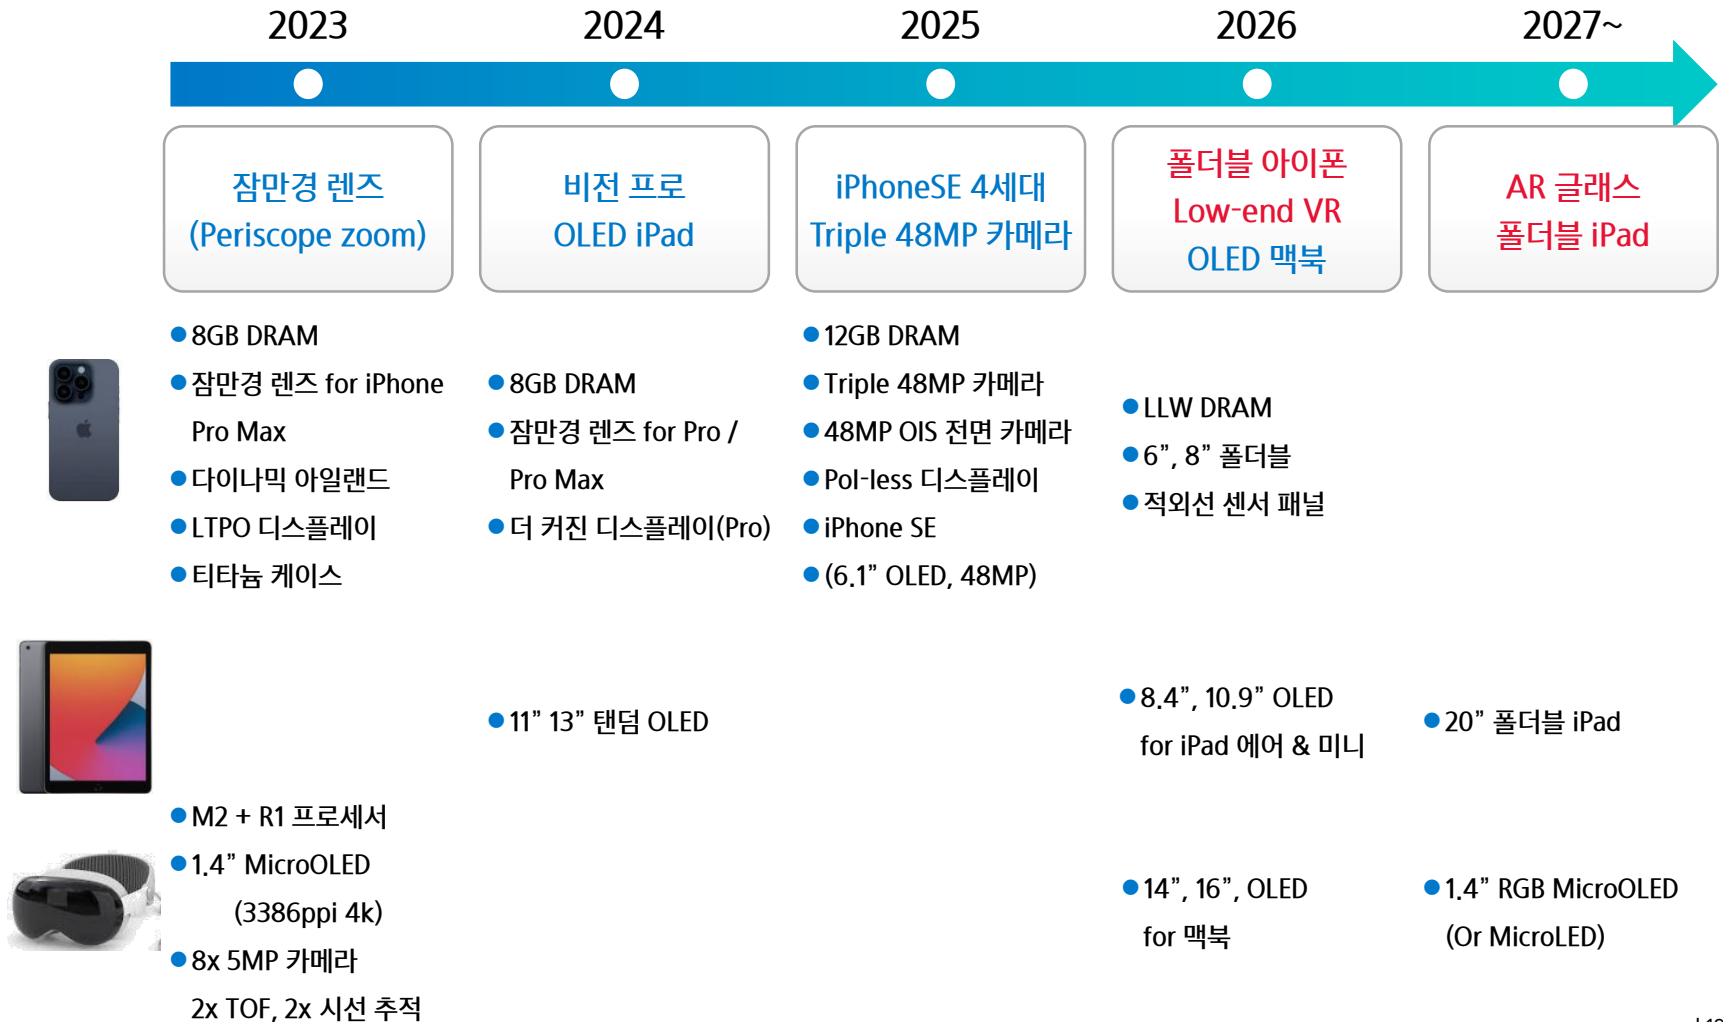 2023
2024
2025
2026
2027~
잠만경 렌즈
(Periscope zoom)
비전 프로
OLED iPad
iPhoneSE 4세대
Triple 48MP 카메라
폴더블 아이폰
Low-end VR
OLED 맥북
AR 글래스
폴더블 iPad
●8GB DRAM
●잠만경 렌즈 for iPhone
Pro Max
●다이나믹 아일랜드
●LTPO 디스플레이
●티타늄 케이스
●8GB DRAM
●잠만경 렌즈 for Pro /
Pro Max
●더 커진 디스플레이(Pro)
●12GB DRAM
●Triple 48MP 카메라
●48MP OIS 전면 카메라
●Pol-less 디스플레이
●iPhone SE
●(6.1” OLED, 48MP)
●LLW DRAM
●6”, 8” 폴더블
●적외선 센서 패널
●11” 13” 탠덤 OLED
●8.4”, 10.9” OLED
for iPad 에어 & 미니
●20” 폴더블 iPad
●M2 + R1 프로세서
●1.4” MicroOLED
(3386ppi 4k)
●8x 5MP 카메라
2x TOF, 2x 시선 추적
●14”, 16”, OLED
for 맥북
●1.4” RGB MicroOLED
(Or MicroLED)